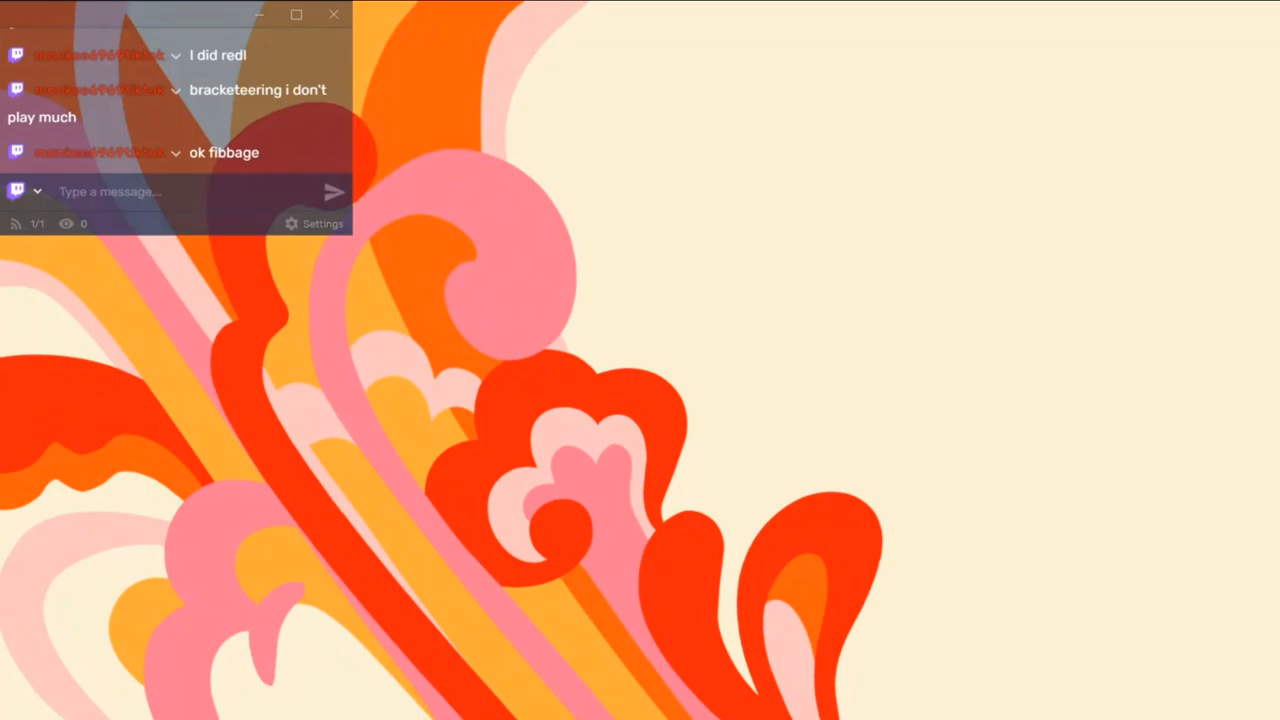 I did redl
bracketeering i don't
play much
ok fibbage
Type a message...
1/1 0 Settings